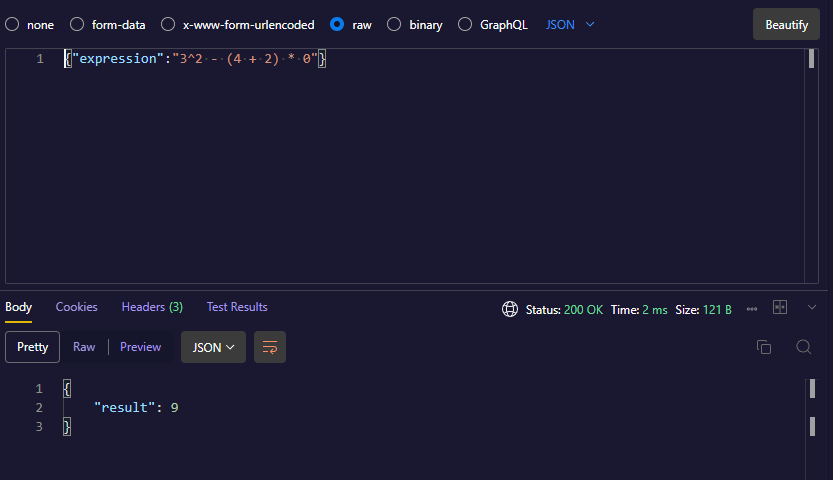 none form-data x-www-form-urlencoded raw binary GraphQL JSON Beautify
1 {"expression":"3^2 - (4 + 2) * 0"}
Body Cookies Headers (3) Test Results Status: 200 OK Time: 2 ms Size: 121 B
Pretty Raw Preview JSON
1 {
2 "result": 9
3 }